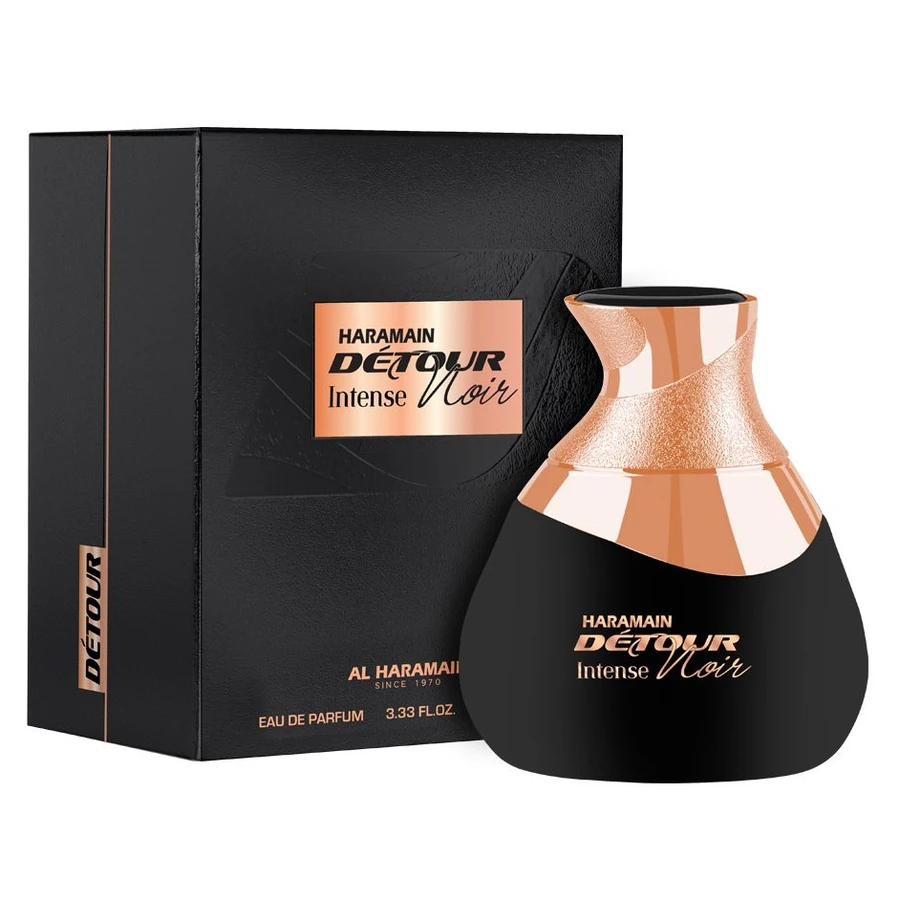 HARAMAIN
DÉTOUR
Intense Noir
DÉTOUR
AL HARAMAIN
SINCE 1970
EAU DE PARFUM 3.33 FL.OZ.
HARAMAIN
DÉTOUR
Intense Noir